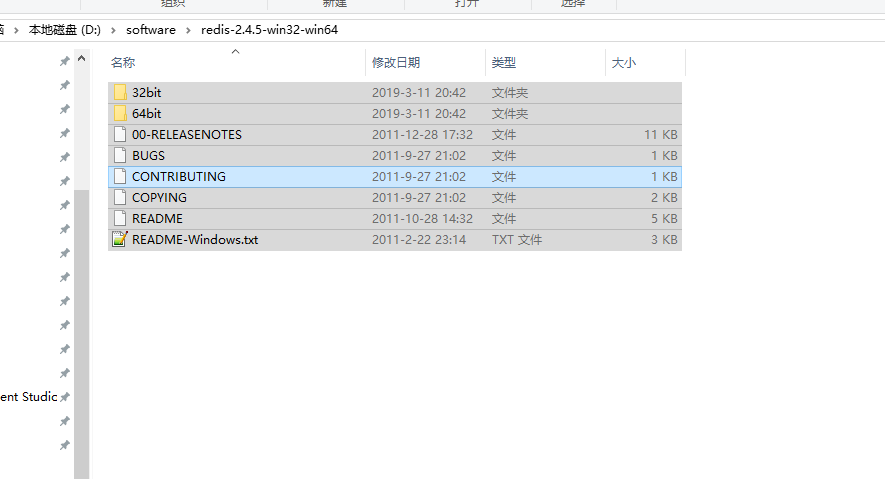 组织 新建 打开 选择
本地磁盘 (D:) › software › redis-2.4.5-win32-win64
名称 修改日期 类型 大小
32bit 2019-3-11 20:42 文件夹
64bit 2019-3-11 20:42 文件夹
00-RELEASENOTES 2011-12-28 17:32 文件 11 KB
BUGS 2011-9-27 21:02 文件 1 KB
CONTRIBUTING 2011-9-27 21:02 文件 1 KB
COPYING 2011-9-27 21:02 文件 2 KB
README 2011-10-28 14:32 文件 5 KB
README-Windows.txt 2011-2-22 23:14 TXT 文件 3 KB
ent Studio